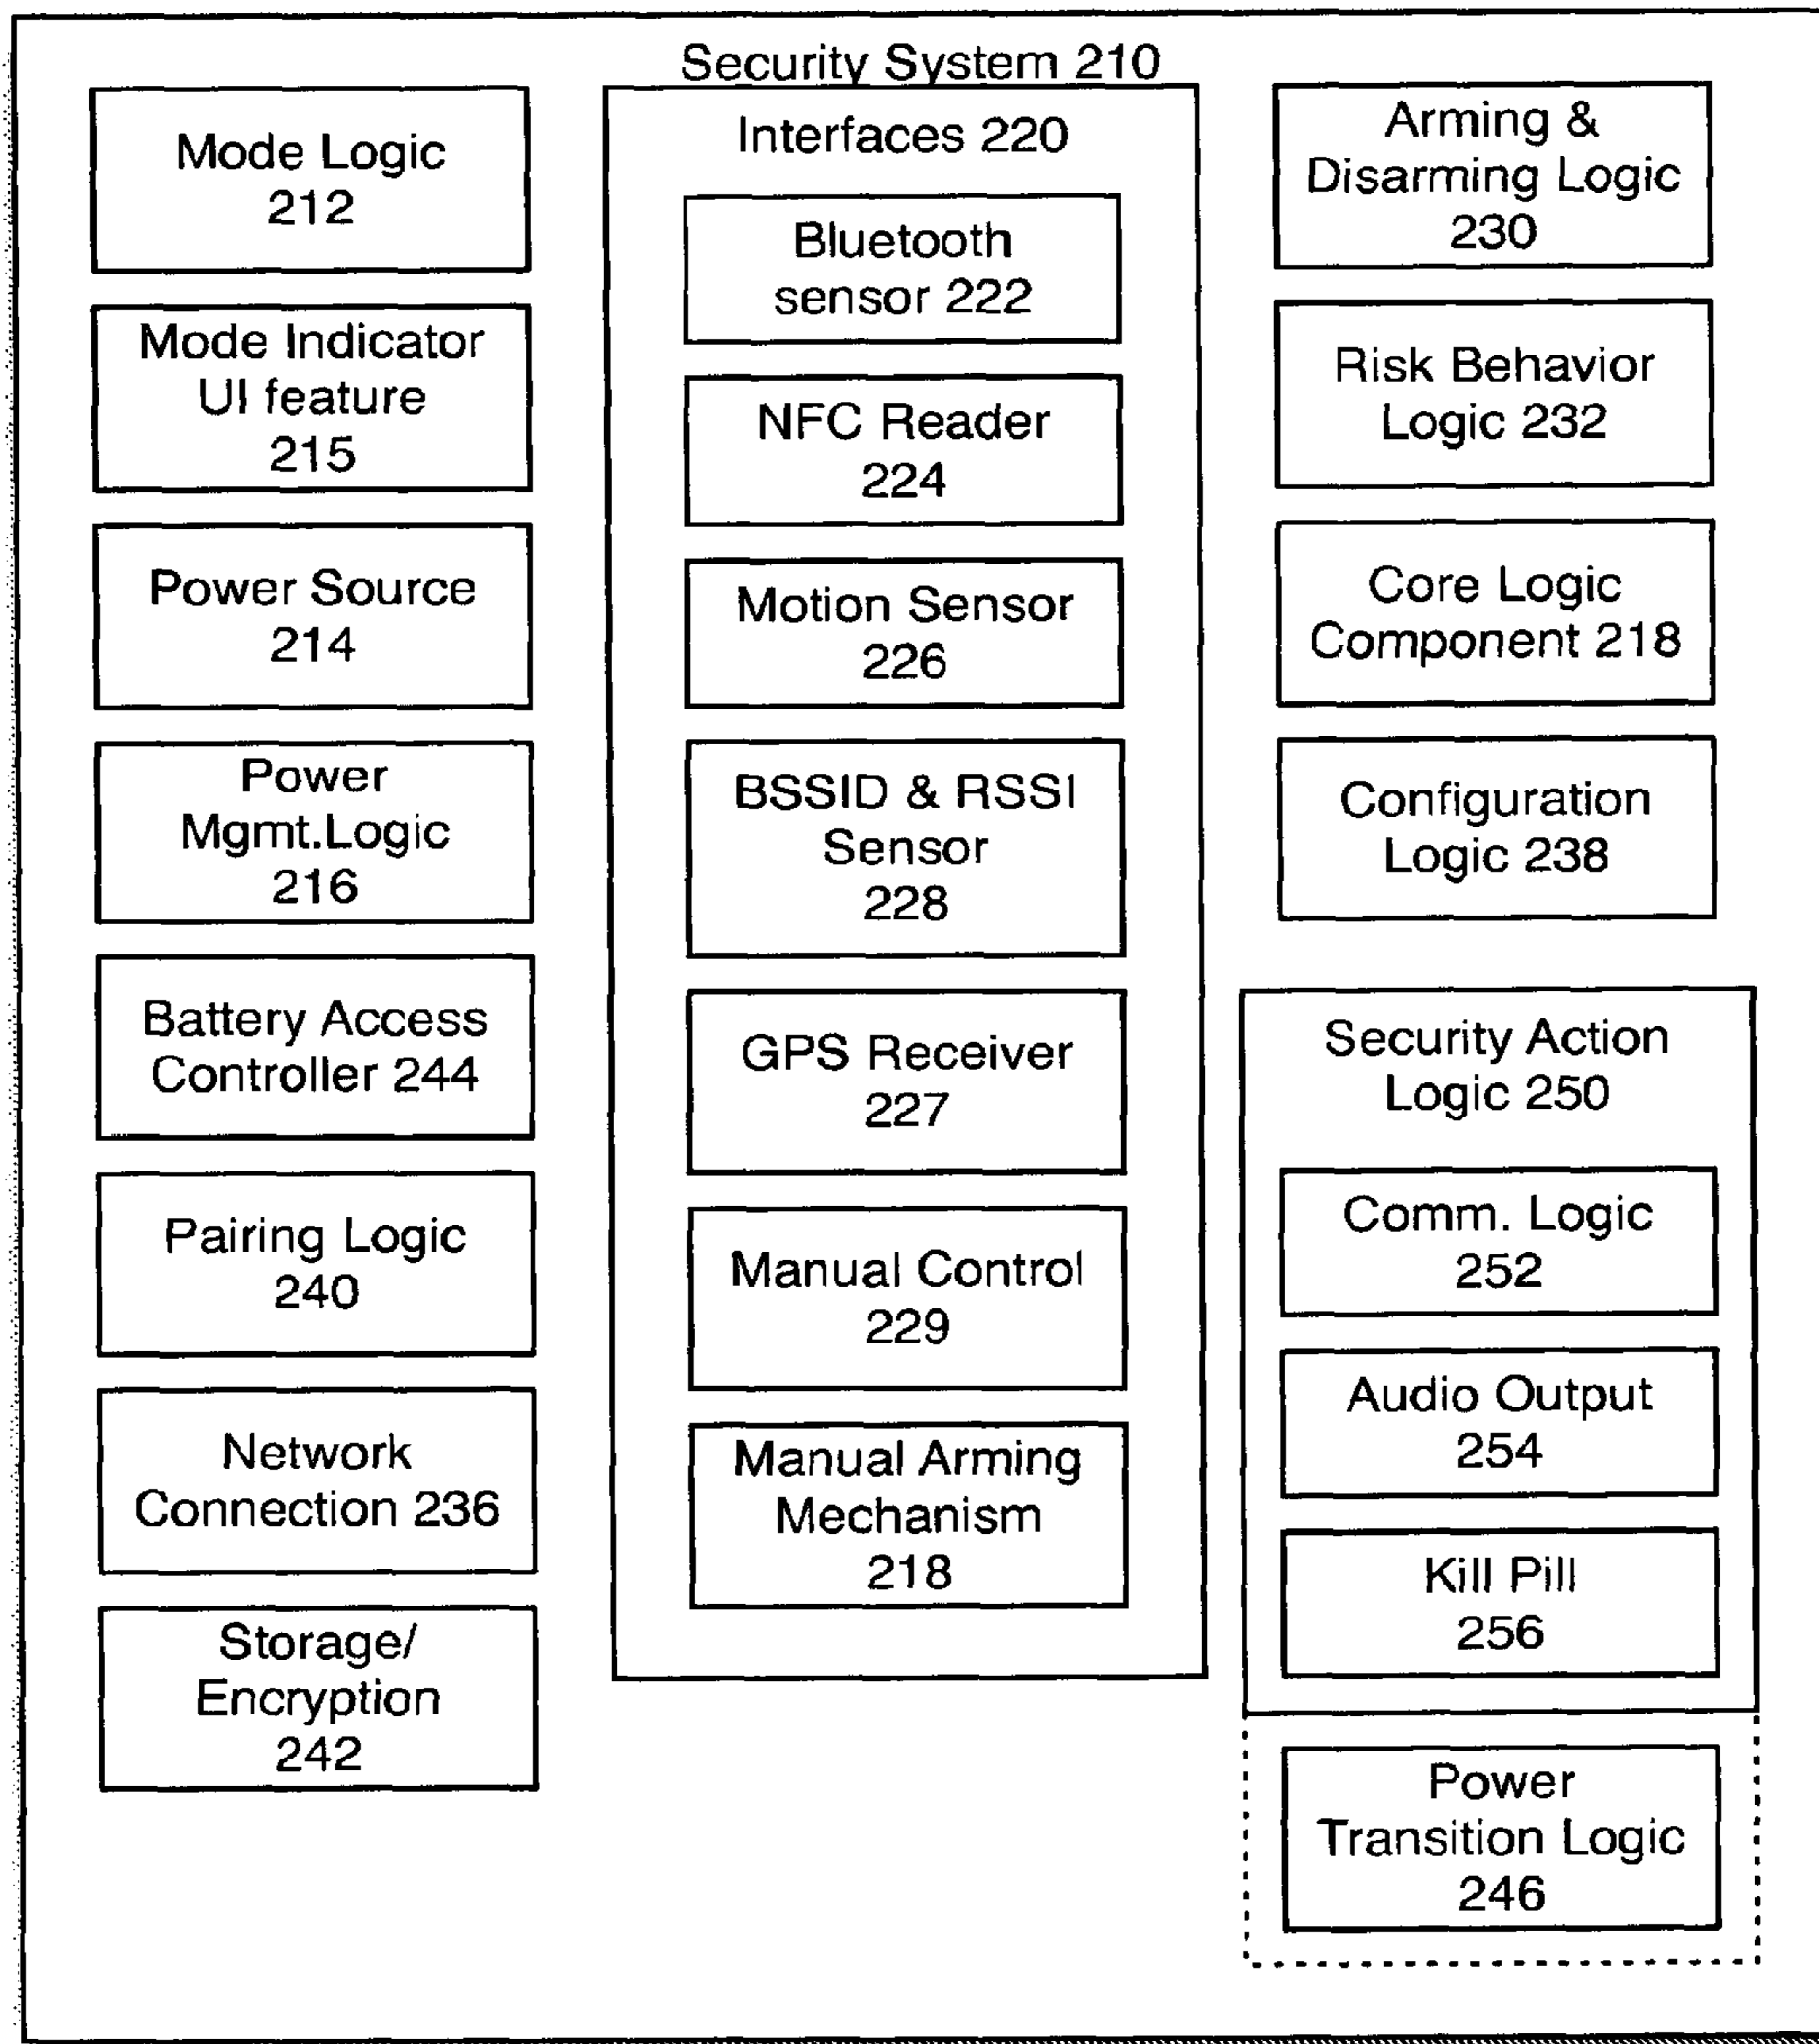 Security System 210
Mode Logic
212
Mode Indicator
UI feature
215
Power Source
214
Power
Mgmt.Logic
216
Battery Access
Controller 244
Pairing Logic
240
Network
Connection 236
Storage/
Encryption
242
Interfaces 220
Bluetooth
sensor 222
NFC Reader
224
Motion Sensor
226
BSSID & RSSI
Sensor
228
GPS Receiver
227
Manual Control
229
Manual Arming
Mechanism
218
Arming &
Disarming Logic
230
Risk Behavior
Logic 232
Core Logic
Component 218
Configuration
Logic 238
Security Action
Logic 250
Comm. Logic
252
Audio Output
254
Kill Pill
256
Power
Transition Logic
246